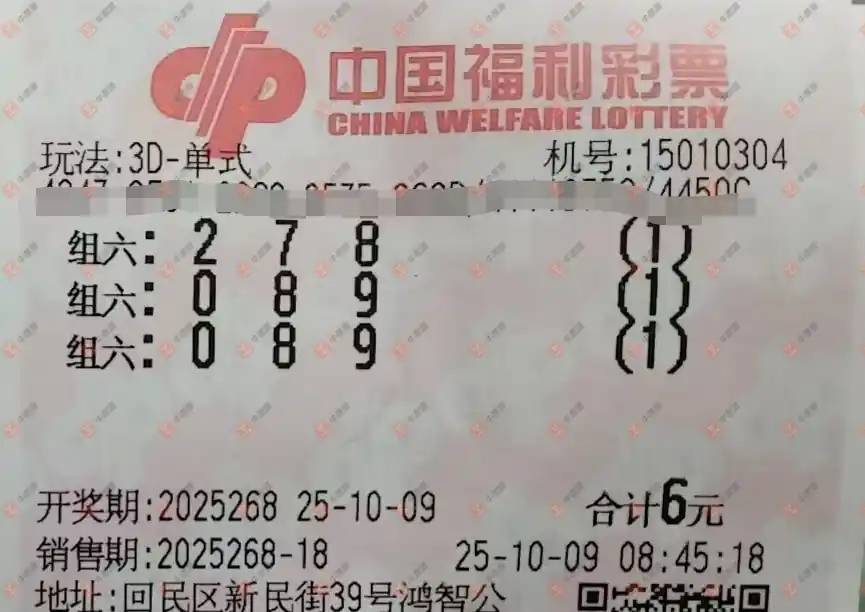 中国福利彩票
CHINA WELFARE LOTTERY
玩法:3D-单式 机号:15010304
组六: 2 7 8 (1)
组六: 0 8 9 (1)
组六: 0 8 9 (1)
开奖期:2025268 25-10-09 合计6元
销售期:2025268-18 25-10-09 08:45:18
地址:回民区新民街39号鸿智公